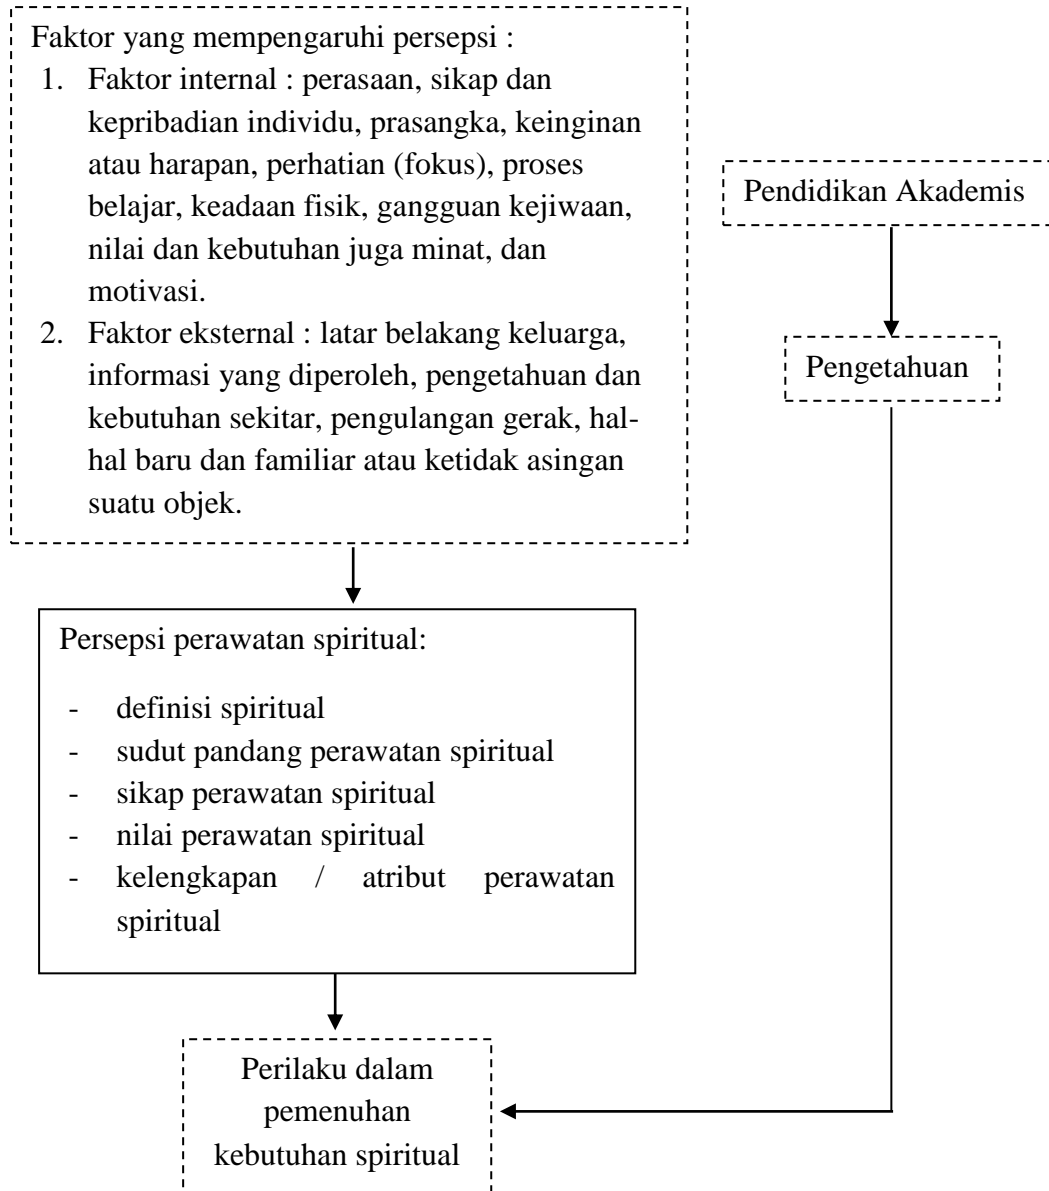 Faktor yang mempengaruhi persepsi :
1. Faktor internal : perasaan, sikap dan
kepribadian individu, prasangka, keinginan
atau harapan, perhatian (fokus), proses
belajar, keadaan fisik, gangguan kejiwaan,
nilai dan kebutuhan juga minat, dan
motivasi.
2. Faktor eksternal : latar belakang keluarga,
informasi yang diperoleh, pengetahuan dan
kebutuhan sekitar, pengulangan gerak, hal-
hal baru dan familiar atau ketidak asingan
suatu objek.
Pendidikan Akademis
Pengetahuan
Persepsi perawatan spiritual:
- definisi spiritual
- sudut pandang perawatan spiritual
- sikap perawatan spiritual
- nilai perawatan spiritual
- kelengkapan / atribut perawatan
spiritual
Perilaku dalam
pemenuhan
kebutuhan spiritual